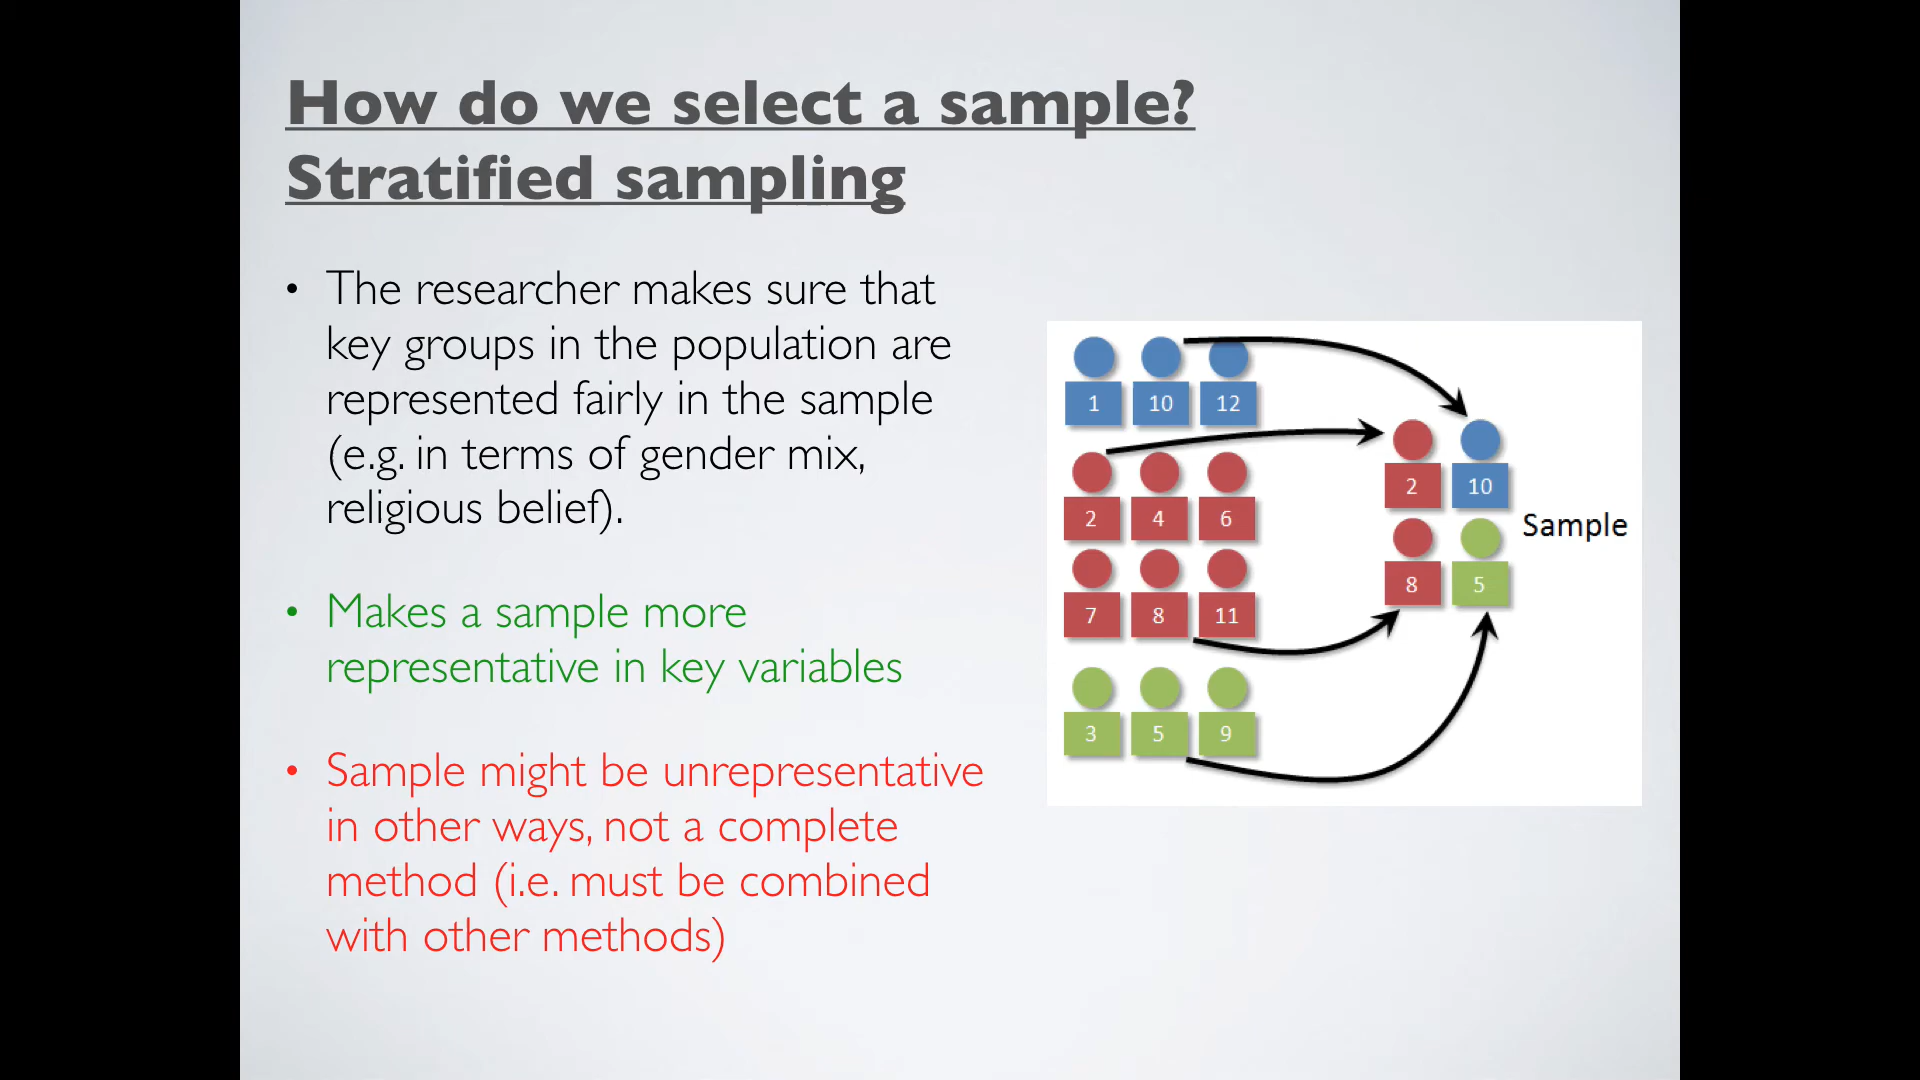 How do we select a sample?
Stratified sampling
• The researcher makes sure that
key groups in the population are
represented fairly in the sample
(e.g. in terms of gender mix,
religious belief).
• Makes a sample more
representative in key variables
• Sample might be unrepresentative
in other ways, not a complete
method (i.e. must be combined
with other methods)
1 10 12
2 4 6
7 8 11
3 5 9
2 10
8 5
Sample